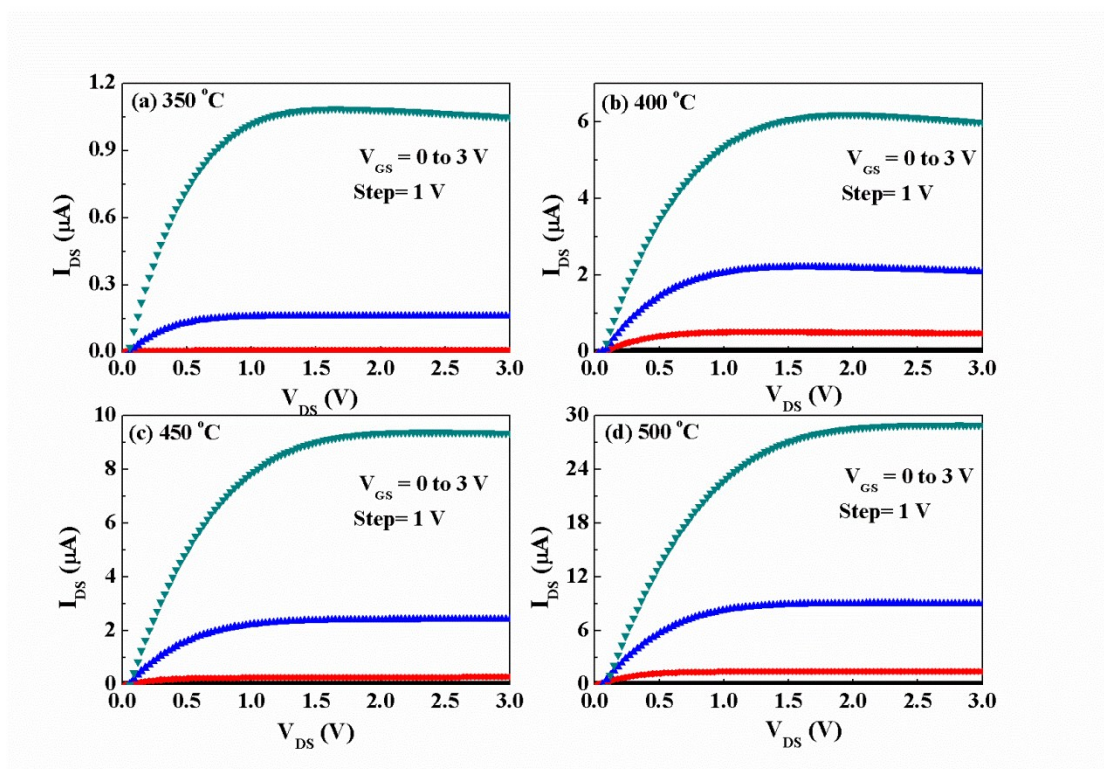 (a) 350 °C
V_GS = 0 to 3 V
Step= 1 V
I_DS (μA)
1.2
0.9
0.6
0.3
0.0
0.0 0.5 1.0 1.5 2.0 2.5 3.0
V_DS (V)
(b) 400 °C
V_GS = 0 to 3 V
Step= 1 V
I_DS (μA)
6
4
2
0
0.0 0.5 1.0 1.5 2.0 2.5 3.0
V_DS (V)
(c) 450 °C
V_GS = 0 to 3 V
Step= 1 V
I_DS (μA)
10
8
6
4
2
0
0.0 0.5 1.0 1.5 2.0 2.5 3.0
V_DS (V)
(d) 500 °C
V_GS = 0 to 3 V
Step= 1 V
I_DS (μA)
30
27
18
9
0
0.0 0.5 1.0 1.5 2.0 2.5 3.0
V_DS (V)